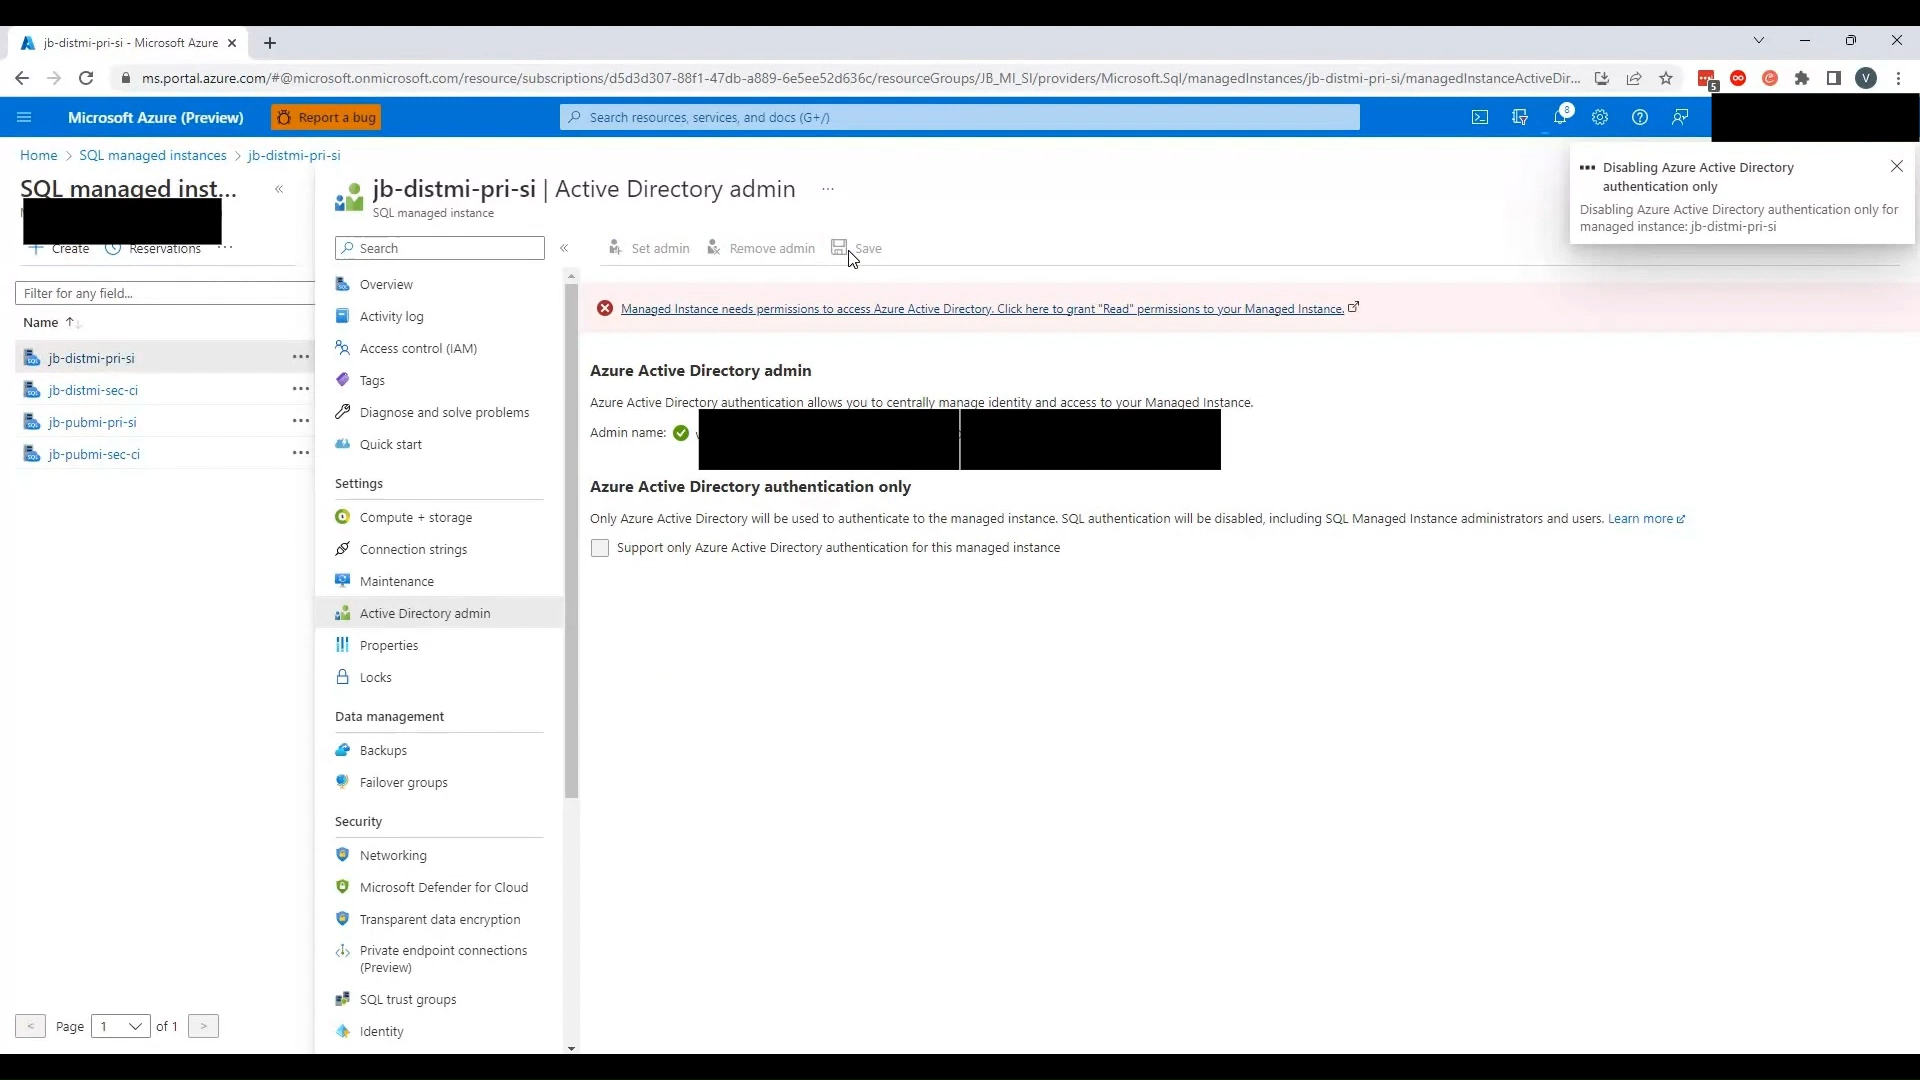 jb-distmi-pri-si - Microsoft Azure
ms.portal.azure.com/#@microsoft.onmicrosoft.com/resource/subscriptions/d5d3d307-88f1-47db-a889-6e5ee52d636c/resourceGroups/JB_MI_SI/providers/Microsoft.Sql/managedInstances/jb-distmi-pri-si/managedInstanceActiveDir...
5
V
Microsoft Azure (Preview)
Report a bug
Search resources, services, and docs (G+/)
8
Home > SQL managed instances > jb-distmi-pri-si
Disabling Azure Active Directory
authentication only
Disabling Azure Active Directory authentication only for
managed instance: jb-distmi-pri-si
SQL managed inst...
Create
Reservations
...
Filter for any field...
Name
jb-distmi-pri-si
jb-distmi-sec-ci
jb-pubmi-pri-si
jb-pubmi-sec-ci
< Page 1 of 1 >
jb-distmi-pri-si | Active Directory admin
...
SQL managed instance
Search
Overview
Activity log
Access control (IAM)
Tags
Diagnose and solve problems
Quick start
Settings
Compute + storage
Connection strings
Maintenance
Active Directory admin
Properties
Locks
Data management
Backups
Failover groups
Security
Networking
Microsoft Defender for Cloud
Transparent data encryption
Private endpoint connections
(Preview)
SQL trust groups
Identity
Set admin
Remove admin
Save
Managed Instance needs permissions to access Azure Active Directory. Click here to grant "Read" permissions to your Managed Instance.
Azure Active Directory admin
Azure Active Directory authentication allows you to centrally manage identity and access to your Managed Instance.
Admin name:
Azure Active Directory authentication only
Only Azure Active Directory will be used to authenticate to the managed instance. SQL authentication will be disabled, including SQL Managed Instance administrators and users. Learn more
Support only Azure Active Directory authentication for this managed instance